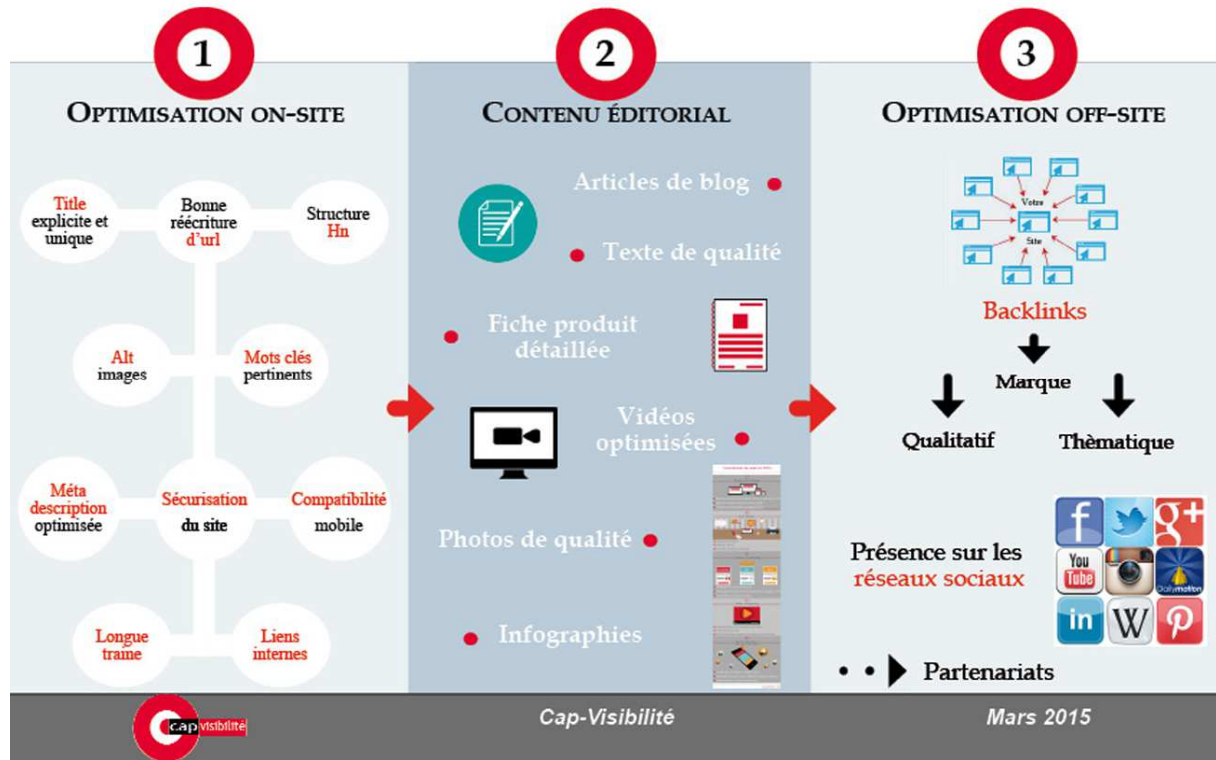 1
OPTIMISATION ON-SITE
Title
explicite et
unique
Bonne
réécriture
d'url
Structure
Hn
Alt
images
Mots clés
pertinents
Méta
description
optimisée
Sécurisation
du site
Compatibilité
mobile
Longue
traine
Liens
internes
2
CONTENU ÉDITORIAL
Articles de blog
Texte de qualité
Fiche produit
détaillée
Vidéos
optimisées
Photos de qualité
Infographies
3
OPTIMISATION OFF-SITE
Votre
Site
Backlinks
Marque
Qualitatif
Thèmatique
Présence sur les
réseaux sociaux
f
g+
You
Tube
Dailymotion
in
W
Partenariats
cap visibilité
Cap-Visibilité
Mars 2015